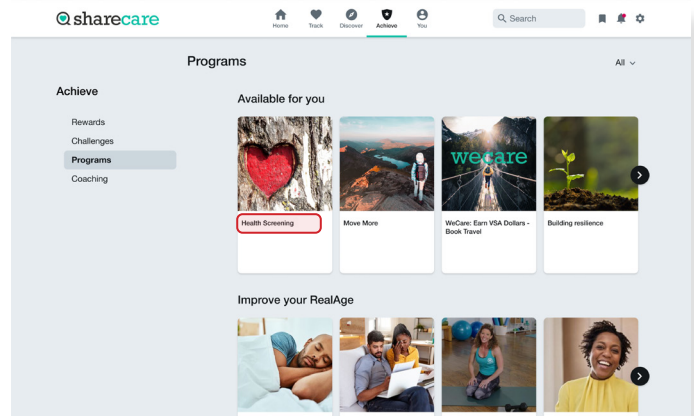 sharecare
Home
Track
Discover
Achieve
You
Search
Programs
All
Achieve
Rewards
Challenges
Programs
Coaching
Available for you
wecare
Health Screening
Move More
WeCare: Earn VSA Dollars -
Book Travel
Building resilience
Improve your RealAge